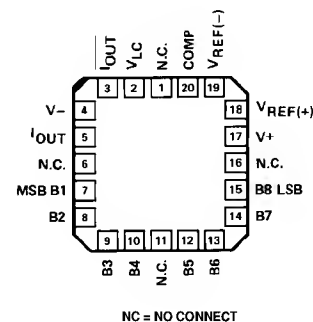 I̅O̅U̅T̅ VLC N.C. COMP VREF(−)
3 2 1 20 19
V− 4 18 VREF(+)
IOUT 5 17 V+
N.C. 6 16 N.C.
MSB B1 7 15 B8 LSB
B2 8 14 B7
9 10 11 12 13
B3 B4 N.C. B5 B6
NC = NO CONNECT